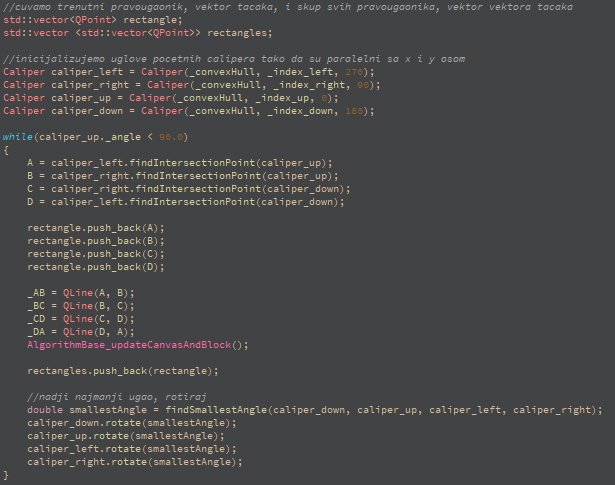 //cuvamo trenutni pravougaonik, vektor tacaka, i skup svih pravougaonika, vektor vektora tacaka
std::vector<QPoint> rectangle;
std::vector <std::vector<QPoint>> rectangles;
//inicijalizujemo uglove pocetnih calipera tako da su paralelni sa x i y osom
Caliper caliper_left = Caliper(_convexHull, _index_left, 270);
Caliper caliper_right = Caliper(_convexHull, _index_right, 90);
Caliper caliper_up = Caliper(_convexHull, _index_up, 0);
Caliper caliper_down = Caliper(_convexHull, _index_down, 180);
while(caliper_up._angle < 90.0)
{
A = caliper_left.findIntersectionPoint(caliper_up);
B = caliper_right.findIntersectionPoint(caliper_up);
C = caliper_right.findIntersectionPoint(caliper_down);
D = caliper_left.findIntersectionPoint(caliper_down);
rectangle.push_back(A);
rectangle.push_back(B);
rectangle.push_back(C);
rectangle.push_back(D);
_AB = QLine(A, B);
_BC = QLine(B, C);
_CD = QLine(C, D);
_DA = QLine(D, A);
AlgorithmBase_updateCanvasAndBlock();
rectangles.push_back(rectangle);
//nadji najmanji ugao, rotiraj
double smallestAngle = findSmallestAngle(caliper_down, caliper_up, caliper_left, caliper_right);
caliper_down.rotate(smallestAngle);
caliper_up.rotate(smallestAngle);
caliper_left.rotate(smallestAngle);
caliper_right.rotate(smallestAngle);
}